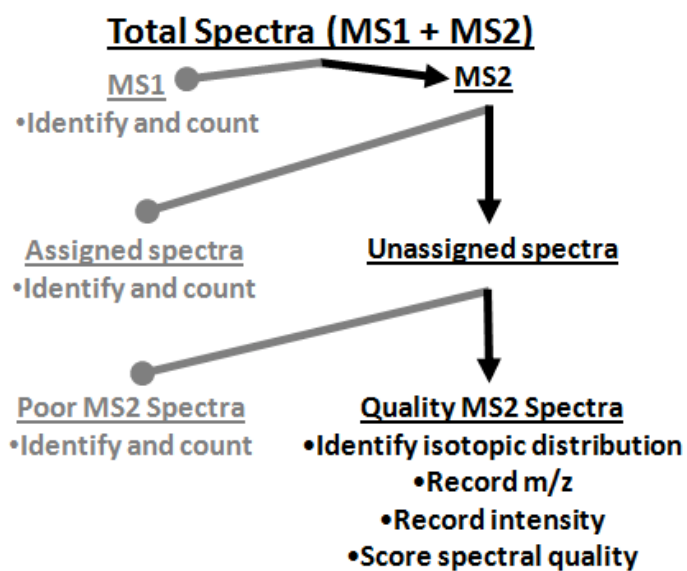 Total Spectra (MS1 + MS2)
MS1
MS2
•Identify and count
Assigned spectra
Unassigned spectra
•Identify and count
Poor MS2 Spectra
Quality MS2 Spectra
•Identify and count
•Identify isotopic distribution
•Record m/z
•Record intensity
•Score spectral quality